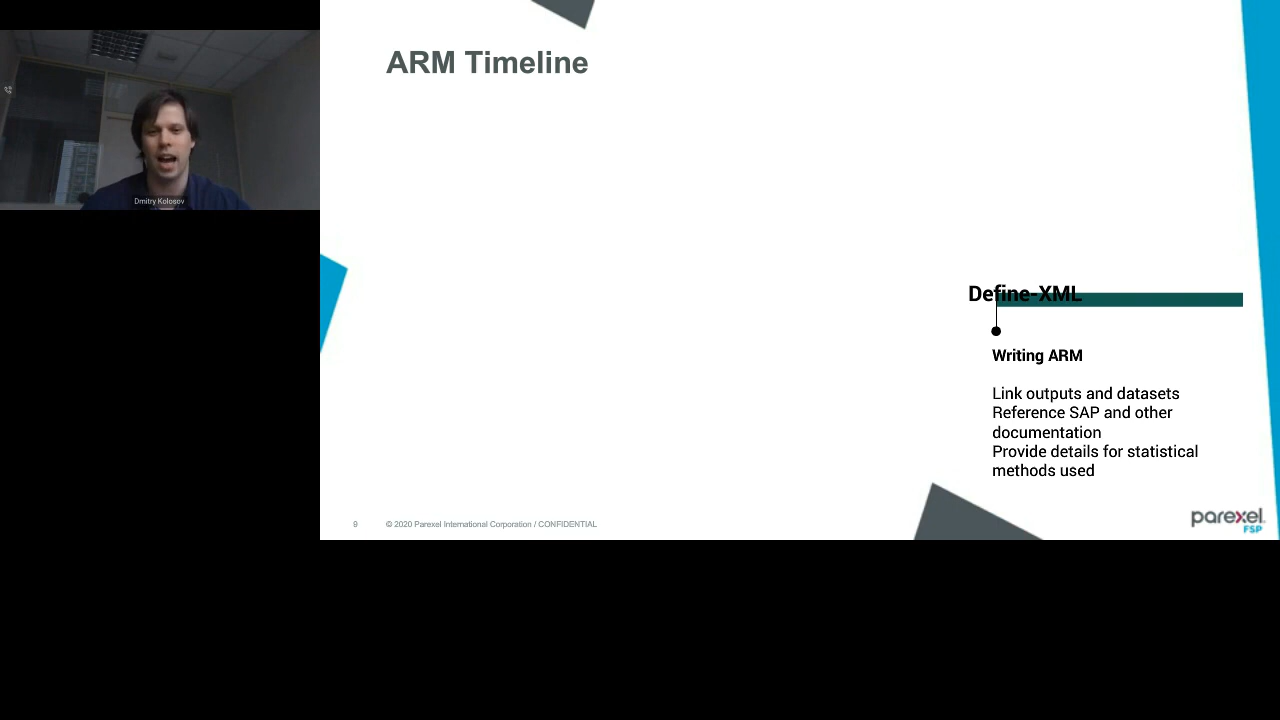 ARM Timeline
Dmitry Kolosov
Define-XML
Writing ARM
Link outputs and datasets
Reference SAP and other
documentation
Provide details for statistical
methods used
9
© 2020 Parexel International Corporation / CONFIDENTIAL
parexel.
FSP